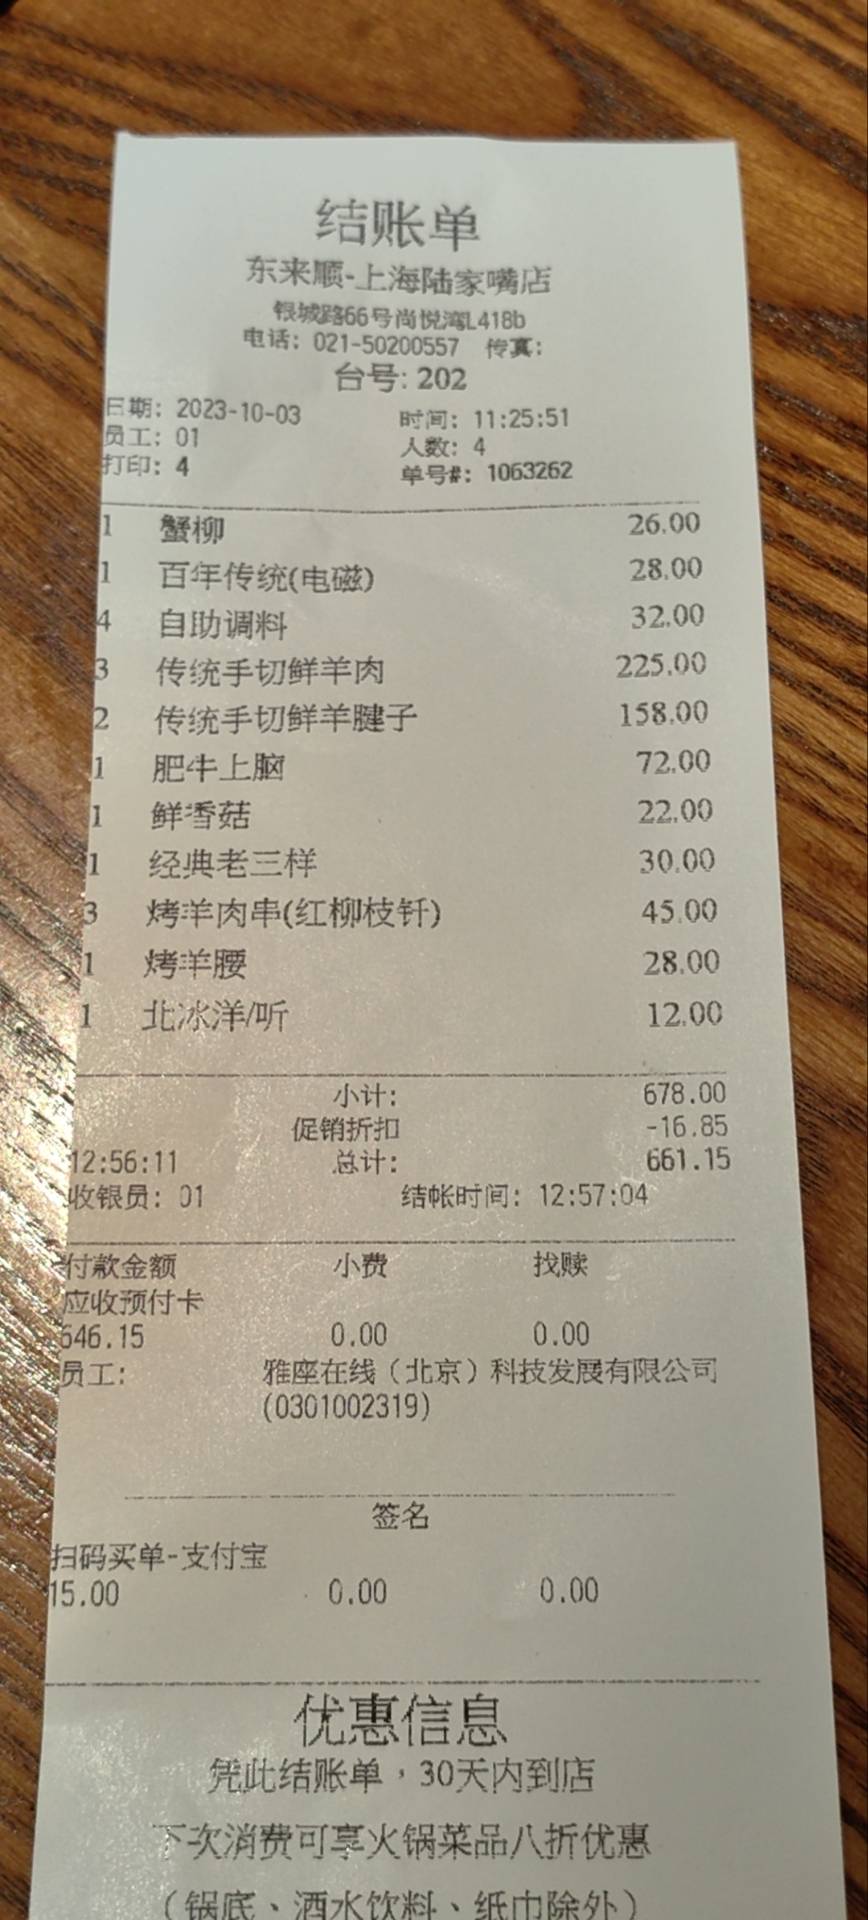 结账单
东来顺-上海陆家嘴店
银城路66号尚悦湾L418b
电话: 021-50200557 传真:
台号: 202
日期: 2023-10-03 时间: 11:25:51
员工: 01 人数: 4
打印: 4 单号#: 1063262
1 蟹柳 26.00
1 百年传统(电磁) 28.00
4 自助调料 32.00
3 传统手切鲜羊肉 225.00
2 传统手切鲜羊腱子 158.00
1 肥牛上脑 72.00
1 鲜香菇 22.00
1 经典老三样 30.00
3 烤羊肉串(红柳枝钎) 45.00
1 烤羊腰 28.00
1 北冰洋/听 12.00
小计: 678.00
促销折扣 -16.85
12:56:11 总计: 661.15
收银员: 01 结帐时间: 12:57:04
付款金额 小费 找赎
应收预付卡
646.15 0.00 0.00
员工: 雅座在线（北京）科技发展有限公司
(0301002319)
签名
扫码买单-支付宝
15.00 0.00 0.00
优惠信息
凭此结账单，30天内到店
下次消费可享火锅菜品八折优惠
（锅底、酒水饮料、纸巾除外）